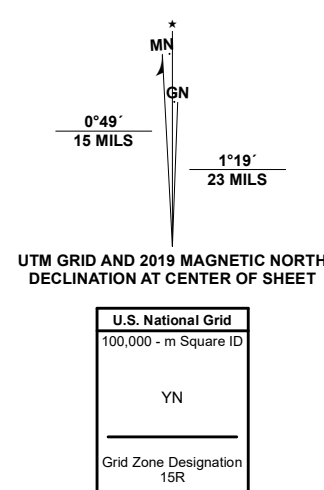 MN
GN
0°49´
15 MILS
1°19´
23 MILS
UTM GRID AND 2019 MAGNETIC NORTH
DECLINATION AT CENTER OF SHEET
U.S. National Grid
100,000 - m Square ID
YN
Grid Zone Designation
15R